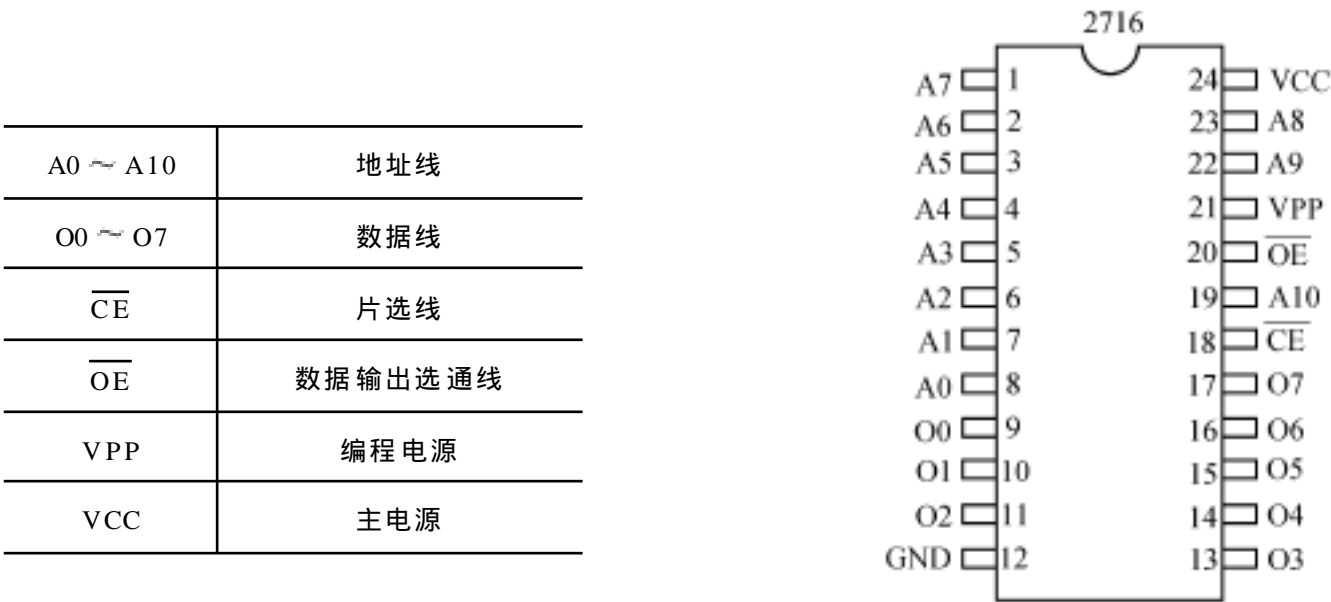 A0 ~ A10 地址线
O0 ~ O7 数据线
C̅E̅ 片选线
O̅E̅ 数据输出选通线
VPP 编程电源
VCC 主电源
2716
A7 1 24 VCC
A6 2 23 A8
A5 3 22 A9
A4 4 21 VPP
A3 5 20 O̅E̅
A2 6 19 A10
A1 7 18 C̅E̅
A0 8 17 O7
O0 9 16 O6
O1 10 15 O5
O2 11 14 O4
GND 12 13 O3